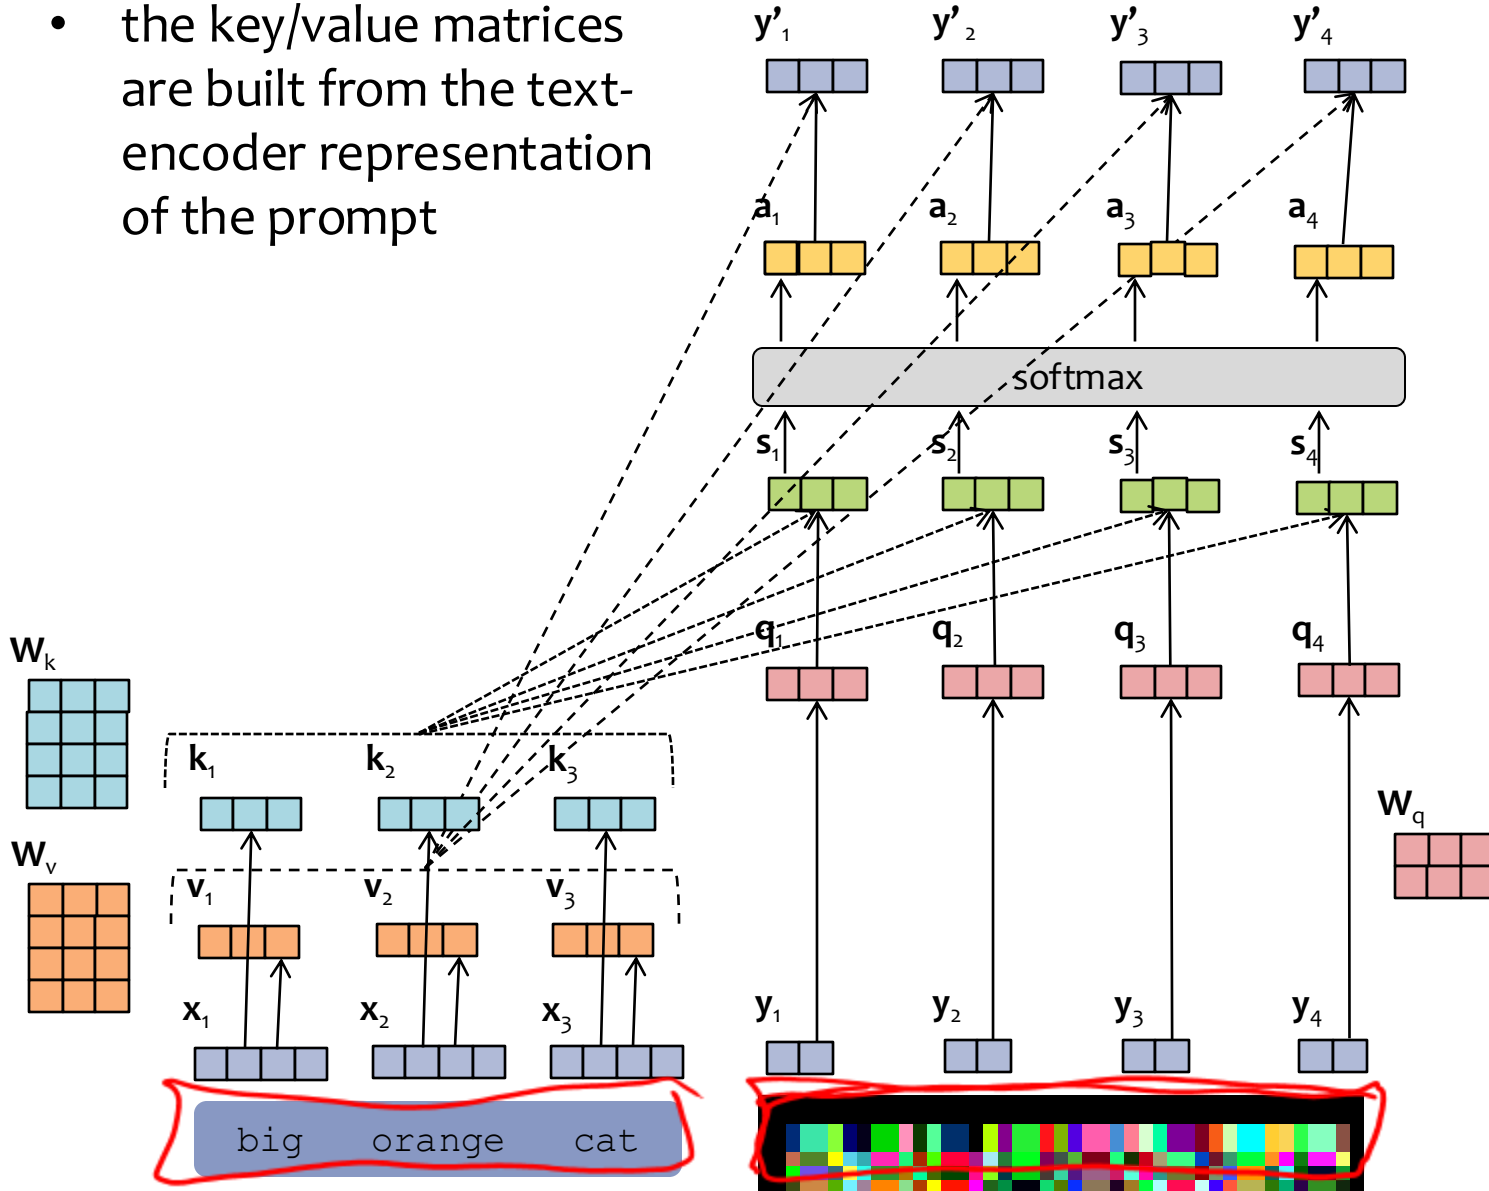 • the key/value matrices
are built from the text-
encoder representation
of the prompt
y’₁ y’₂ y’₃ y’₄
a₁ a₂ a₃ a₄
softmax
s₁ s₂ s₃ s₄
q₁ q₂ q₃ q₄
Wₖ
k₁ k₂ k₃
W_q
Wᵥ
v₁ v₂ v₃
x₁ x₂ x₃ y₁ y₂ y₃ y₄
big orange cat